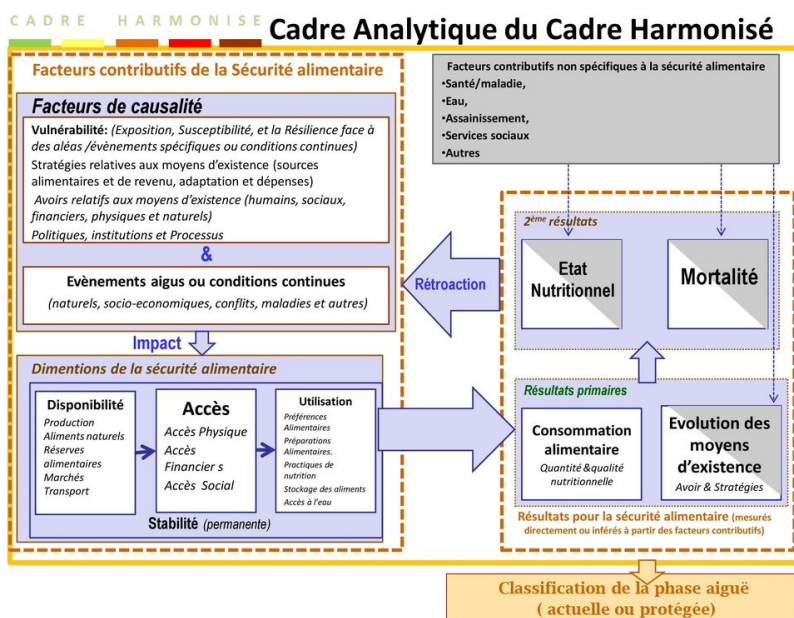 CADRE HARMONISE
Cadre Analytique du Cadre Harmonisé
Facteurs contributifs de la Sécurité alimentaire
Facteurs de causalité
Vulnérabilité: (Exposition, Susceptibilité, et la Résilience face à
des aléas /évènements spécifiques ou conditions continues)
Stratégies relatives aux moyens d'existence (sources
alimentaires et de revenu, adaptation et dépenses)
Avoirs relatifs aux moyens d'existence (humains, sociaux,
financiers, physiques et naturels)
Politiques, institutions et Processus
&
Evènements aigus ou conditions continues
(naturels, socio-economiques, conflits, maladies et autres)
Impact
Dimentions de la sécurité alimentaire
Disponibilité
Production
Aliments naturels
Réserves
alimentaires
Marchés
Transport
Accès
Accès Physique
Accès
Financier s
Accès Social
Utilisation
Préférences
Alimentaires
Préparations
Alimentaires.
Practiques de
nutrition
Stockage des aliments
Accès à l'eau
Stabilité (permanente)
Rétroaction
Facteurs contributifs non spécifiques à la sécurité alimentaire
•Santé/maladie,
•Eau,
•Assainissement,
•Services sociaux
•Autres
2ème résultats
Etat
Nutritionnel
Mortalité
Résultats primaires
Consommation
alimentaire
Quantité &qualité
nutritionnelle
Evolution des
moyens
d'existence
Avoir & Stratégies
Résultats pour la sécurité alimentaire (mesurés
directement ou inférés à partir des facteurs contributifs)
Classification de la phase aiguë
( actuelle ou protégée)